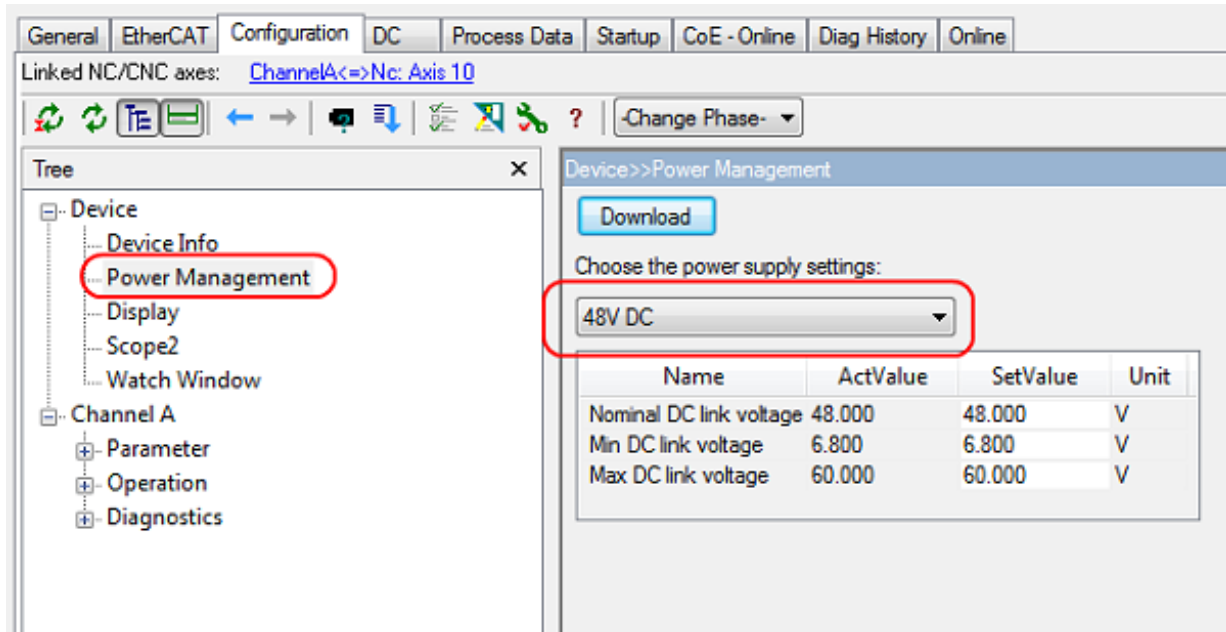 General EtherCAT Configuration DC Process Data Startup CoE - Online Diag History Online
Linked NC/CNC axes: ChannelA<=>Nc: Axis 10
? -Change Phase-
Tree
Device>>Power Management
Device
Download
Device Info
Choose the power supply settings:
Power Management
Display
48V DC
Scope2
Watch Window
Name ActValue SetValue Unit
Channel A
Nominal DC link voltage 48.000 48.000 V
Parameter
Min DC link voltage 6.800 6.800 V
Operation
Max DC link voltage 60.000 60.000 V
Diagnostics